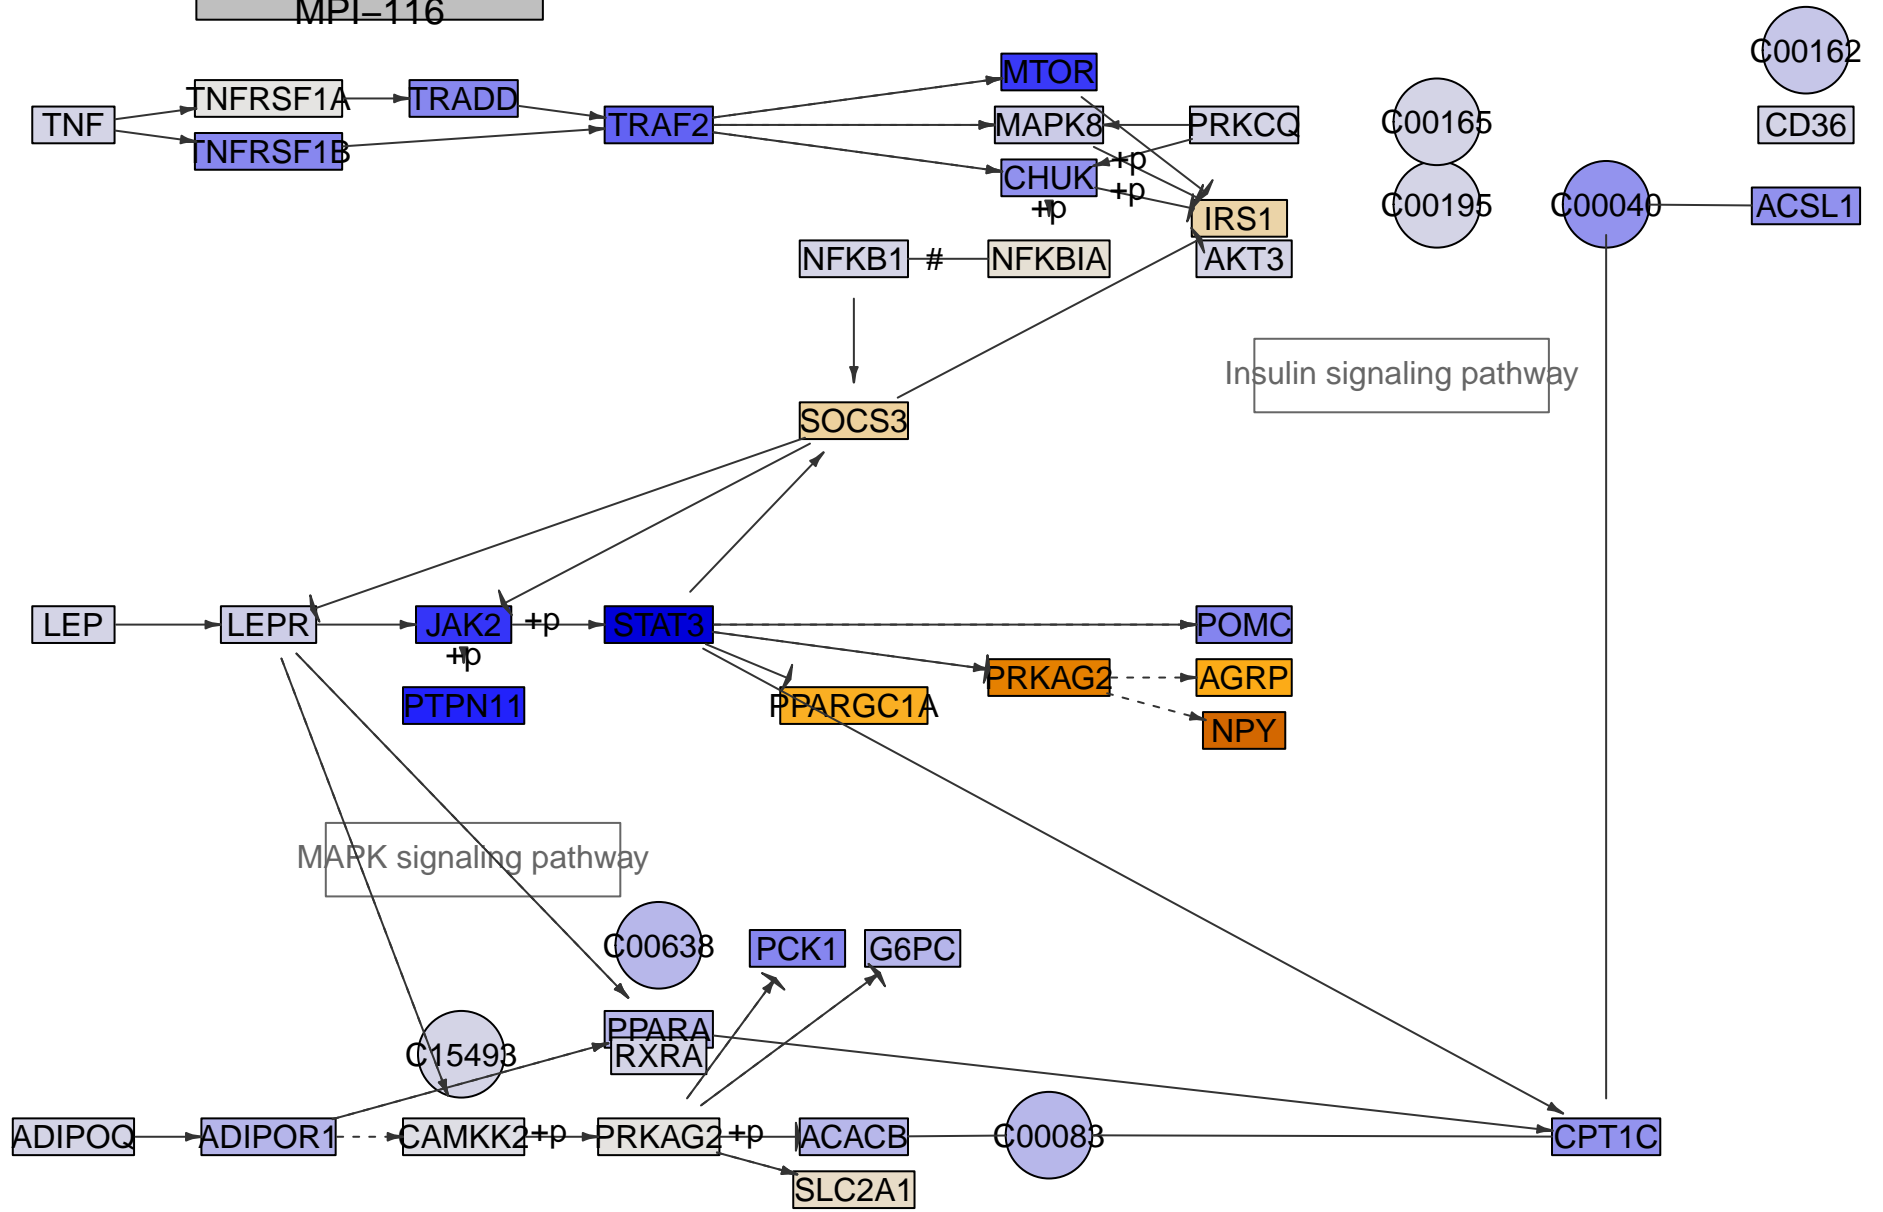 MPI–116
C00162
MTOR
TNFRSF1A
TRADD
TNF
TRAF2
MAPK8
PRKCQ
C00165
CD36
TNFRSF1B
+p
CHUK
+p
+p
IRS1
C00195
C00040
ACSL1
NFKB1
#
NFKBIA
AKT3
Insulin signaling pathway
SOCS3
LEP
LEPR
JAK2
+p
STAT3
POMC
+p
PRKAG2
AGRP
PTPN11
PPARGC1A
NPY
MAPK signaling pathway
C00638
PCK1
G6PC
PPARA
C15493
RXRA
ADIPOQ
ADIPOR1
CAMKK2
+p
PRKAG2
+p
ACACB
C00083
CPT1C
SLC2A1